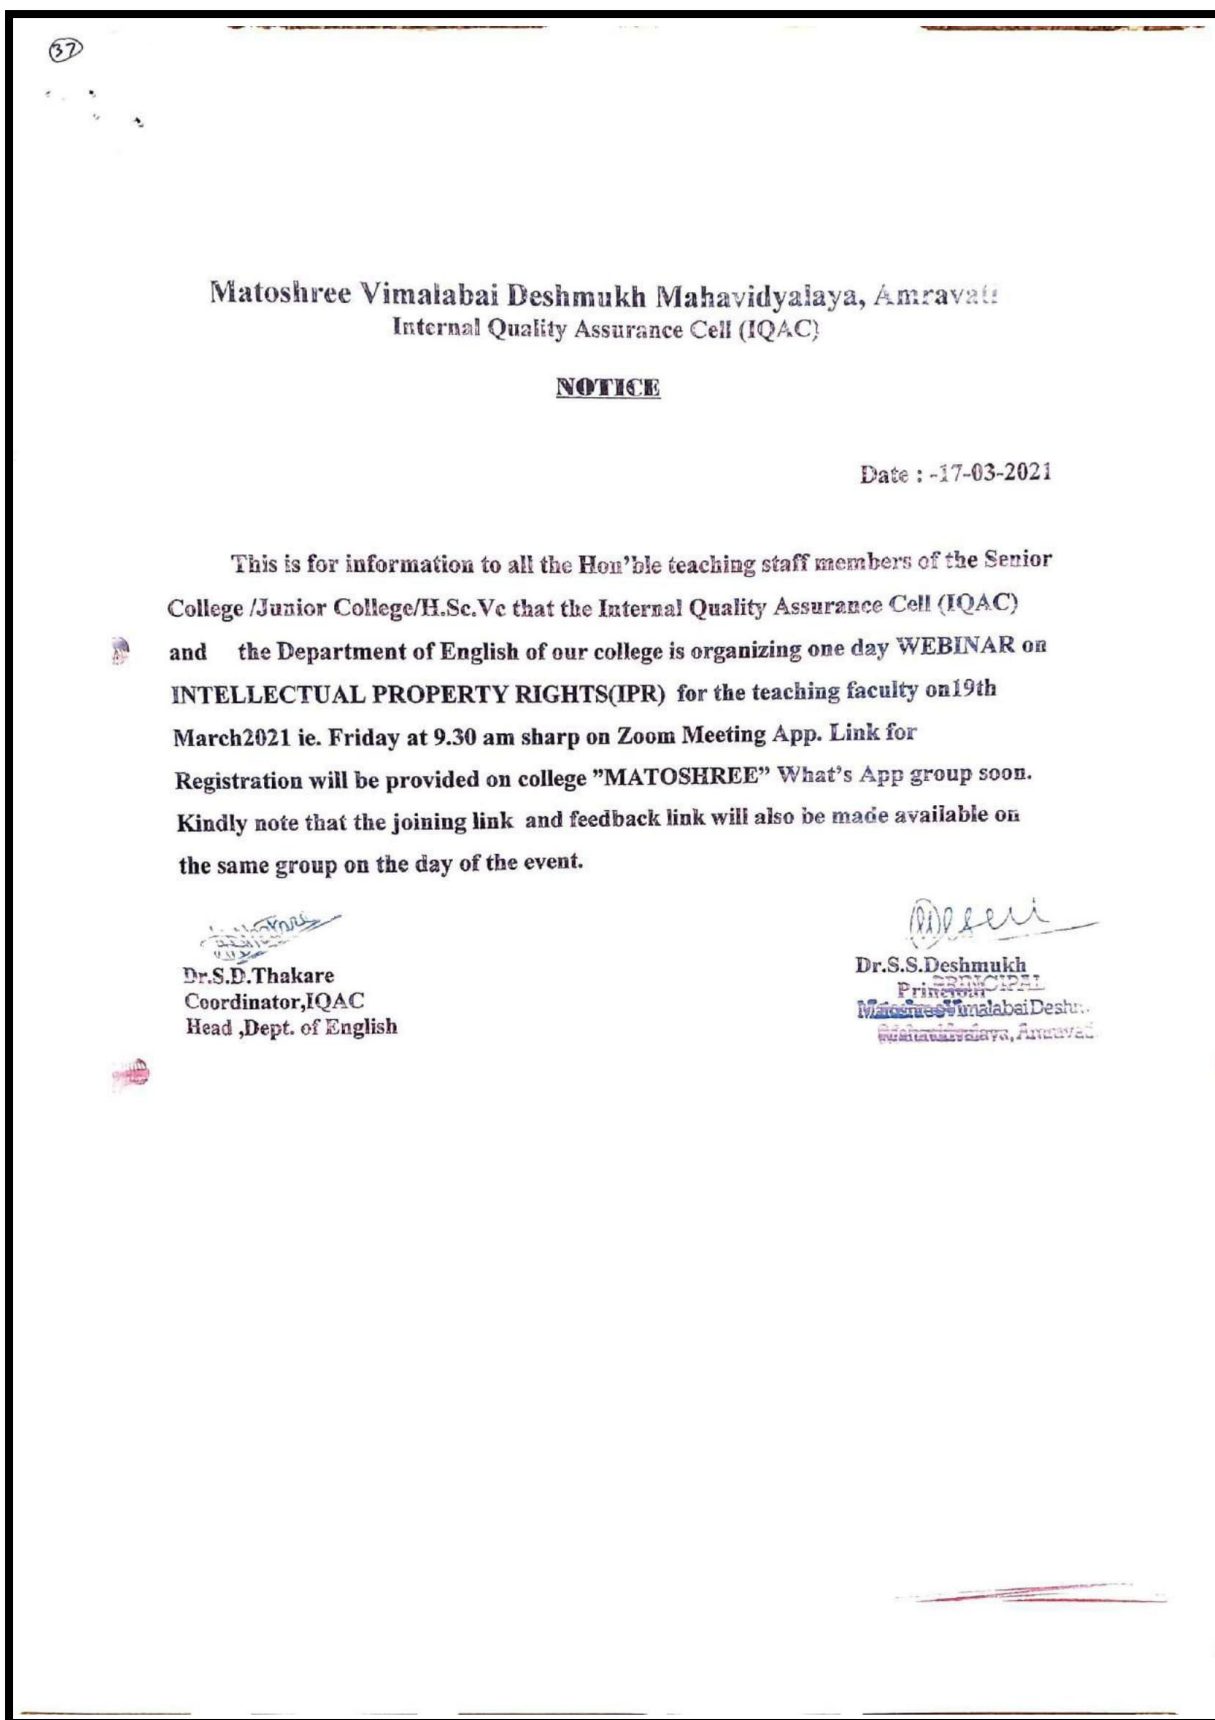 37
Matoshree Vimalabai Deshmukh Mahavidyalaya, Amravati
Internal Quality Assurance Cell (IQAC)
NOTICE
Date : -17-03-2021
This is for information to all the Hon'ble teaching staff members of the Senior
College /Junior College/H.Sc.Vc that the Internal Quality Assurance Cell (IQAC)
and the Department of English of our college is organizing one day WEBINAR on
INTELLECTUAL PROPERTY RIGHTS(IPR) for the teaching faculty on19th
March2021 ie. Friday at 9.30 am sharp on Zoom Meeting App. Link for
Registration will be provided on college ”MATOSHREE” What's App group soon.
Kindly note that the joining link and feedback link will also be made available on
the same group on the day of the event.
Dr.S.D.Thakare
Coordinator,IQAC
Head ,Dept. of English
Dr.S.S.Deshmukh
Principal
PRINCIPAL
Matoshree Vimalabai Deshm
Mahavidyalaya, Amravati